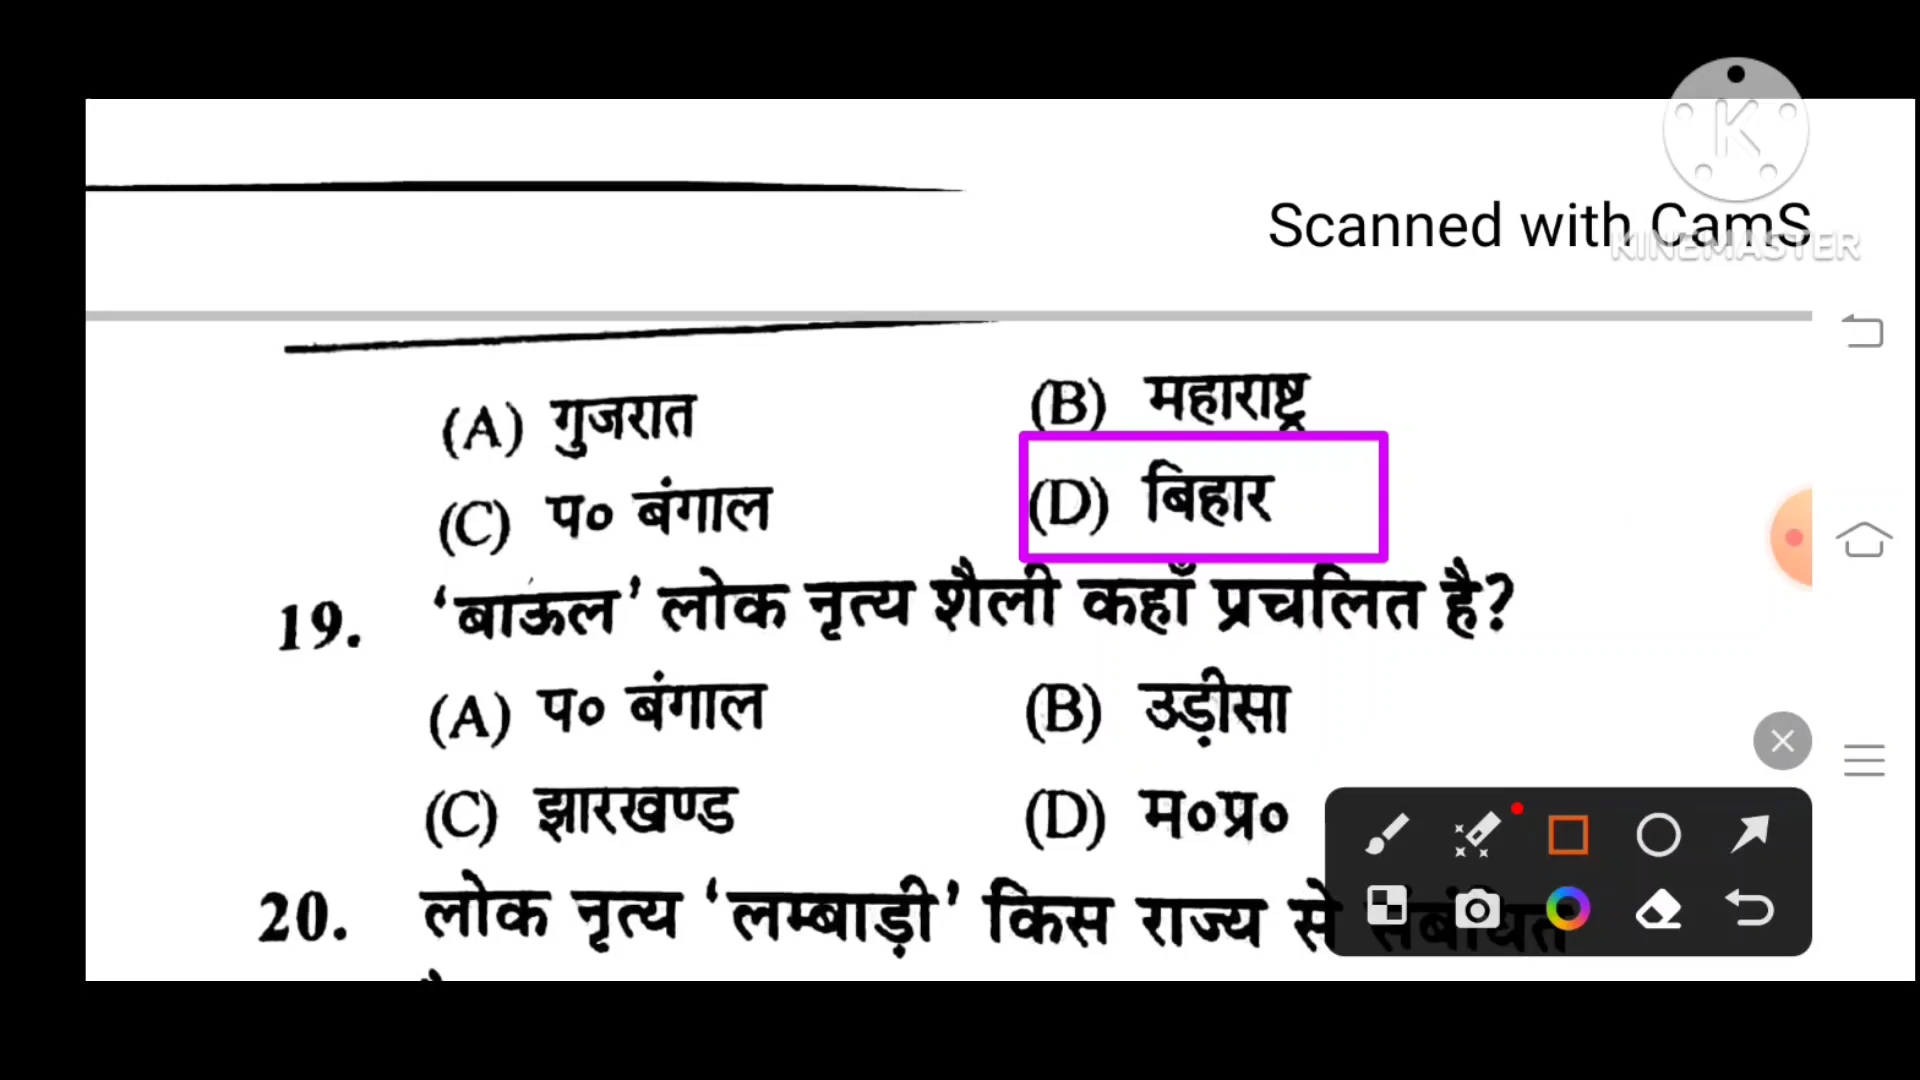 Scanned with CamS
KINEMASTER
(A) गुजरात (B) महाराष्ट्र
(C) प० बंगाल (D) बिहार
19. ‘बाऊल’ लोक नृत्य शैली कहाँ प्रचलित है?
(A) प० बंगाल (B) उड़ीसा
(C) झारखण्ड (D) म०प्र०
20. लोक नृत्य ‘लम्बाड़ी’ किस राज्य से संबंधित